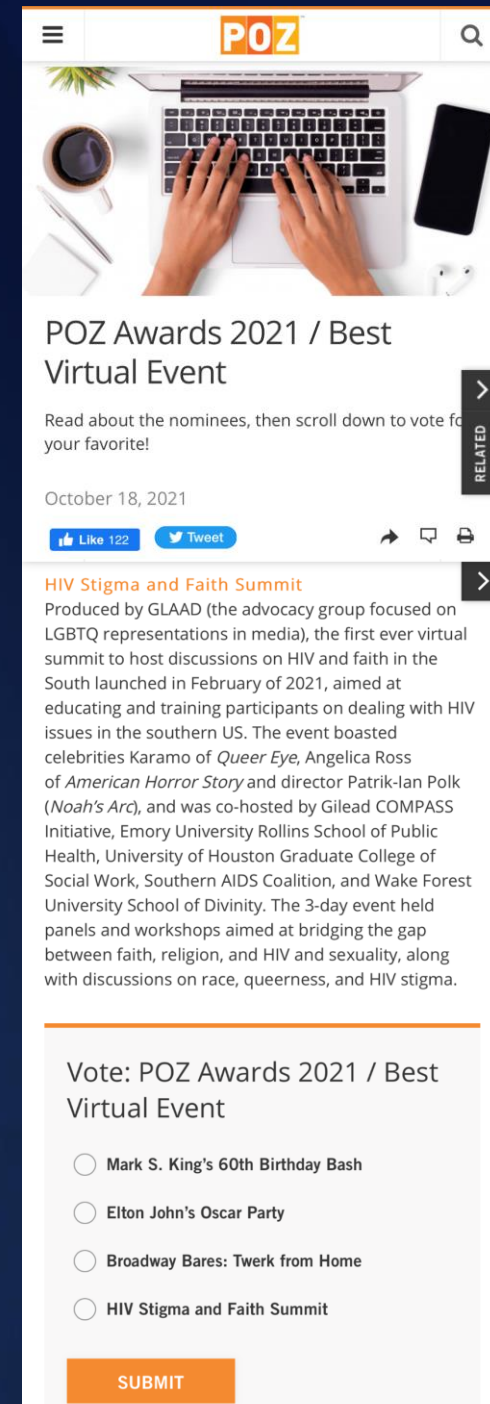 POZ
POZ Awards 2021 / Best
Virtual Event
Read about the nominees, then scroll down to vote
your favorite!
RELATED
October 18, 2021
Like 122
Tweet
HIV Stigma and Faith Summit
Produced by GLAAD (the advocacy group focused on
LGBTQ representations in media), the first ever virtual
summit to host discussions on HIV and faith in the
South launched in February of 2021, aimed at
educating and training participants on dealing with HIV
issues in the southern US. The event boasted
celebrities Karamo of Queer Eye, Angelica Ross
of American Horror Story and director Patrik-Ian Polk
(Noah's Arc), and was co-hosted by Gilead COMPASS
Initiative, Emory University Rollins School of Public
Health, University of Houston Graduate College of
Social Work, Southern AIDS Coalition, and Wake Forest
University School of Divinity. The 3-day event held
panels and workshops aimed at bridging the gap
between faith, religion, and HIV and sexuality, along
with discussions on race, queerness, and HIV stigma.
Vote: POZ Awards 2021 / Best
Virtual Event
Mark S. King's 60th Birthday Bash
Elton John's Oscar Party
Broadway Bares: Twerk from Home
HIV Stigma and Faith Summit
SUBMIT